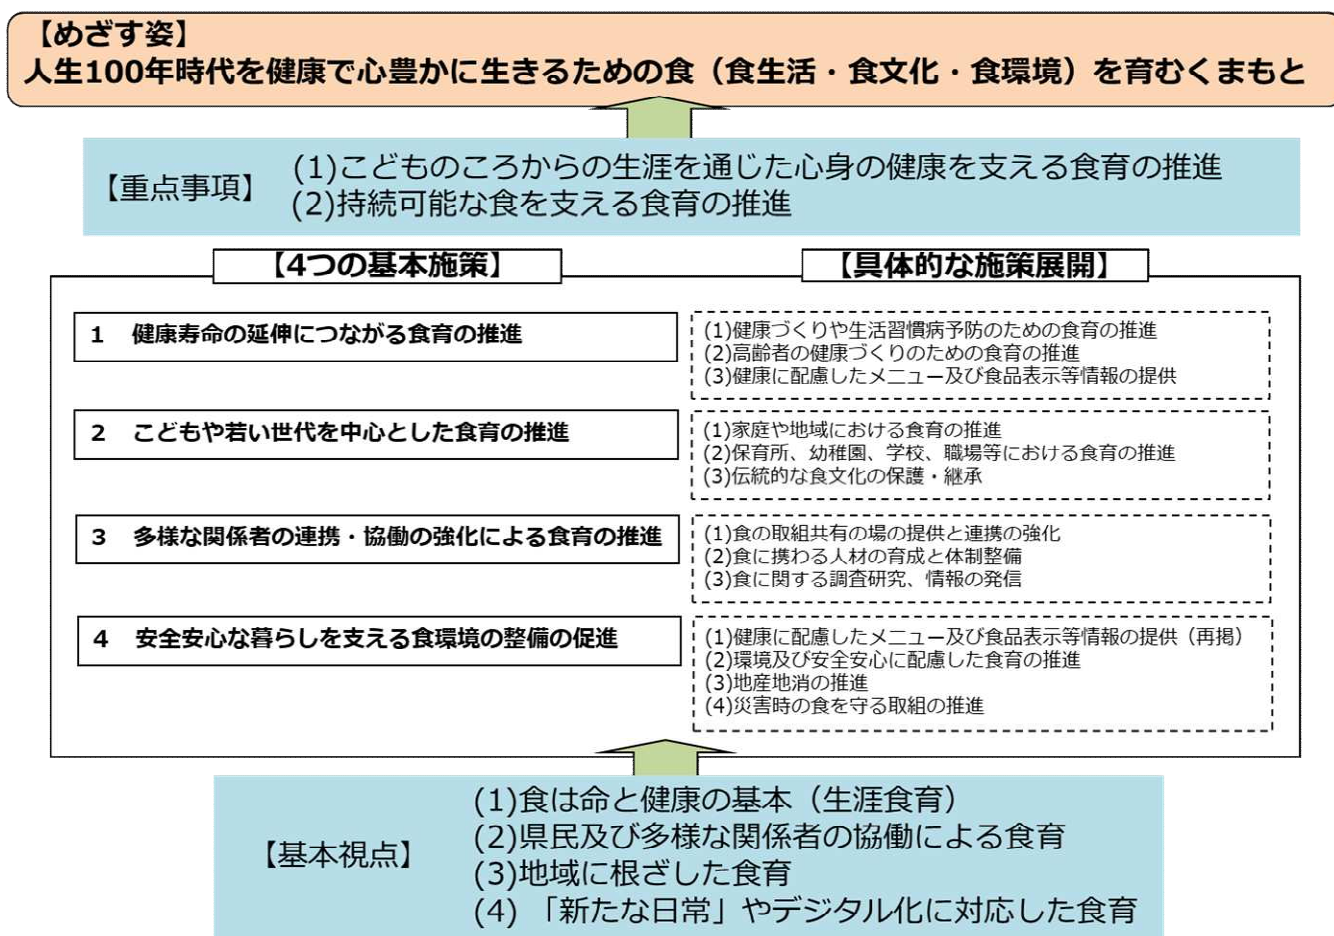 【めざす姿】
人生100年時代を健康で心豊かに生きるための食（食生活・食文化・食環境）を育むくまもと
【重点事項】
(1)こどものころからの生涯を通じた心身の健康を支える食育の推進
(2)持続可能な食を支える食育の推進
【4つの基本施策】
【具体的な施策展開】
1 健康寿命の延伸につながる食育の推進
(1)健康づくりや生活習慣病予防のための食育の推進
(2)高齢者の健康づくりのための食育の推進
(3)健康に配慮したメニュー及び食品表示等情報の提供
2 こどもや若い世代を中心とした食育の推進
(1)家庭や地域における食育の推進
(2)保育所、幼稚園、学校、職場等における食育の推進
(3)伝統的な食文化の保護・継承
3 多様な関係者の連携・協働の強化による食育の推進
(1)食の取組共有の場の提供と連携の強化
(2)食に携わる人材の育成と体制整備
(3)食に関する調査研究、情報の発信
4 安全安心な暮らしを支える食環境の整備の促進
(1)健康に配慮したメニュー及び食品表示等情報の提供（再掲）
(2)環境及び安全安心に配慮した食育の推進
(3)地産地消の推進
(4)災害時の食を守る取組の推進
【基本視点】
(1)食は命と健康の基本（生涯食育）
(2)県民及び多様な関係者の協働による食育
(3)地域に根ざした食育
(4) 「新たな日常」やデジタル化に対応した食育